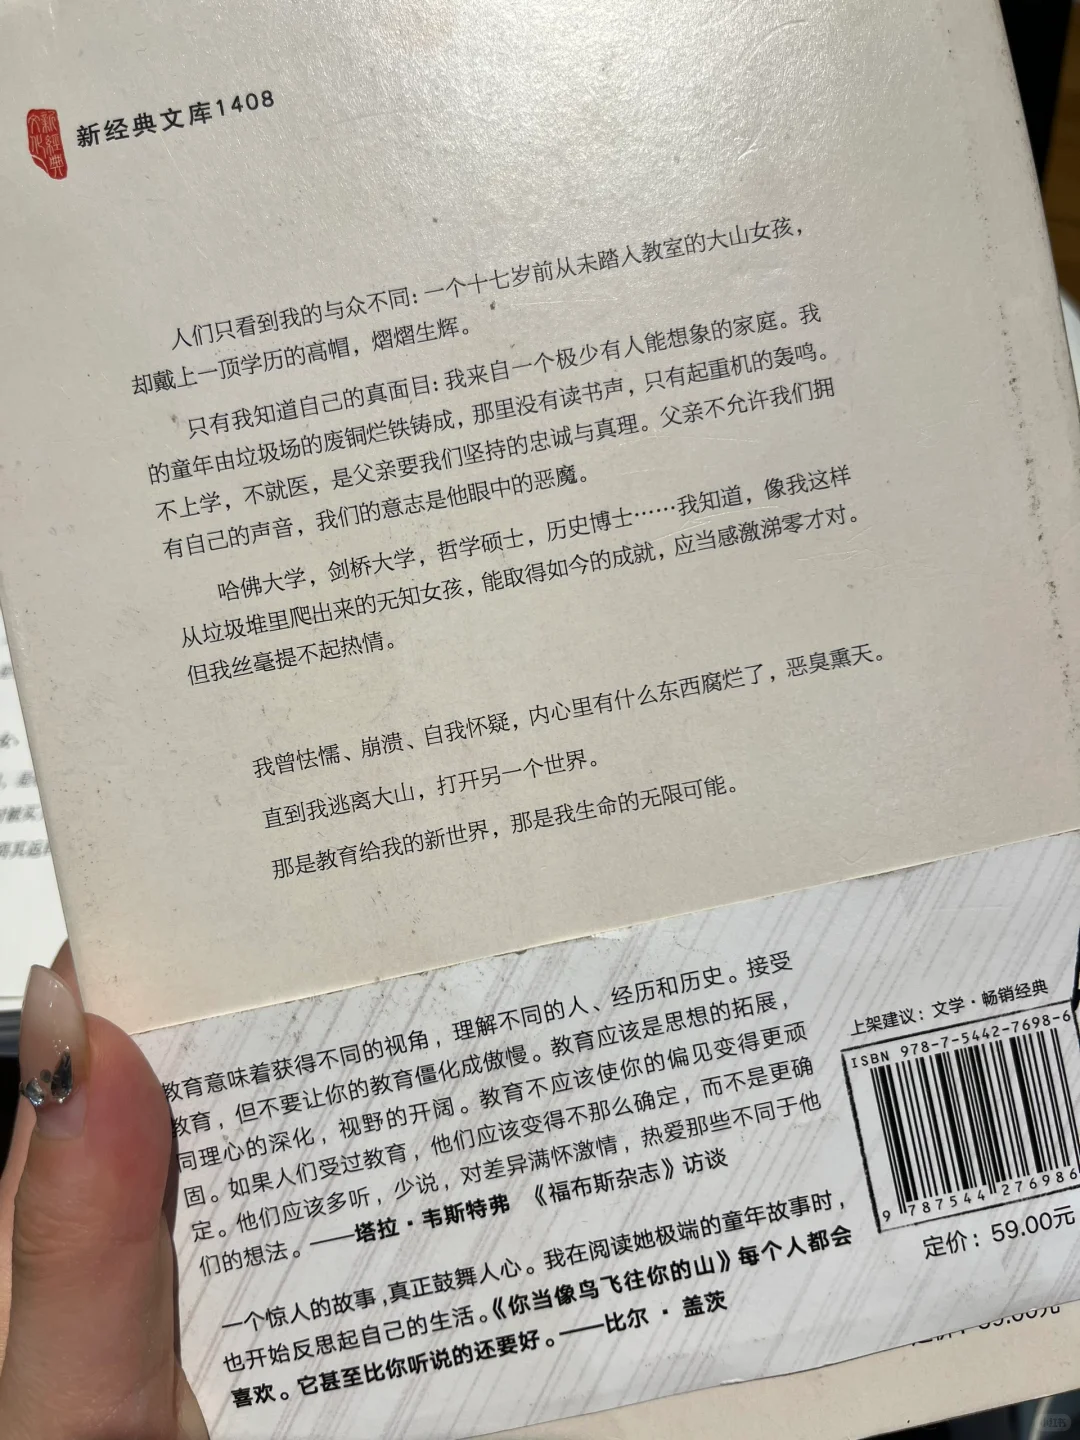 新经典文化
新经典文库1408
人们只看到我的与众不同：一个十七岁前从未踏入教室的大山女孩，
却戴上一顶学历的高帽，熠熠生辉。
只有我知道自己的真面目：我来自一个极少有人能想象的家庭。我
的童年由垃圾场的废铜烂铁铸成，那里没有读书声，只有起重机的轰鸣。
不上学，不就医，是父亲要我们坚持的忠诚与真理。父亲不允许我们拥
有自己的声音，我们的意志是他眼中的恶魔。
哈佛大学，剑桥大学，哲学硕士，历史博士……我知道，像我这样
从垃圾堆里爬出来的无知女孩，能取得如今的成就，应当感激涕零才对。
但我丝毫提不起热情。
我曾怯懦、崩溃、自我怀疑，内心里有什么东西腐烂了，恶臭熏天。
直到我逃离大山，打开另一个世界。
那是教育给我的新世界，那是我生命的无限可能。
教育意味着获得不同的视角，理解不同的人、经历和历史。接受
教育，但不要让你的教育僵化成傲慢。教育应该是思想的拓展，
同理心的深化，视野的开阔。教育不应该使你的偏见变得更顽
固。如果人们受过教育，他们应该变得不那么确定，而不是更确
定。他们应该多听，少说，对差异满怀激情，热爱那些不同于他
们的想法。——塔拉·韦斯特弗 《福布斯杂志》访谈
一个惊人的故事，真正鼓舞人心。我在阅读她极端的童年故事时，
也开始反思起自己的生活。《你当像鸟飞往你的山》每个人都会
喜欢。它甚至比你听说的还要好。——比尔·盖茨
上架建议：文学·畅销经典
ISBN 978-7-5442-7698-6
9 787544 276986
定价：59.00元
小红书